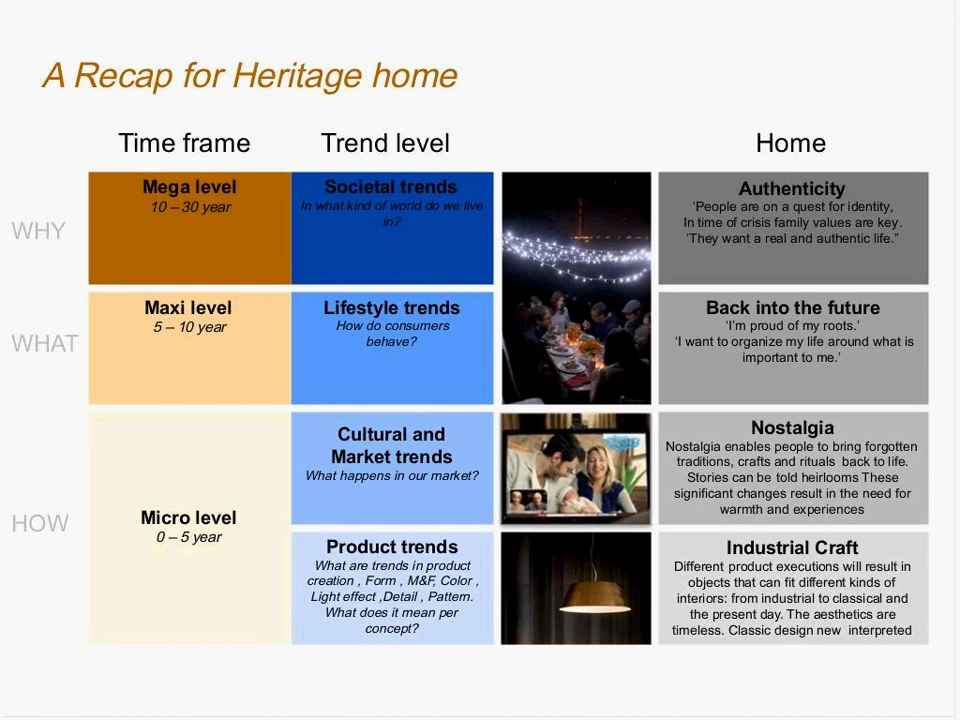 A Recap for Heritage home
Time frame
Trend level
Home
WHY
Mega level
10 – 30 year
Societal trends
In what kind of world do we live
in?
Authenticity
‘People are on a quest for identity,
In time of crisis family values are key.
’They want a real and authentic life.”
WHAT
Maxi level
5 – 10 year
Lifestyle trends
How do consumers
behave?
Back into the future
‘I’m proud of my roots.’
‘I want to organize my life around what is
important to me.’
HOW
Micro level
0 – 5 year
Cultural and
Market trends
What happens in our market?
Nostalgia
Nostalgia enables people to bring forgotten
traditions, crafts and rituals  back to life.
Stories can be told heirlooms These
significant changes result in the need for
warmth and experiences
Product trends
What are trends in product
creation , Form , M&F, Color ,
Light effect ,Detail , Pattern.
What does it mean per
concept?
Industrial Craft
Different product executions will result in
objects that can fit different kinds of
interiors: from industrial to classical and
the present day. The aesthetics are
timeless. Classic design new  interpreted